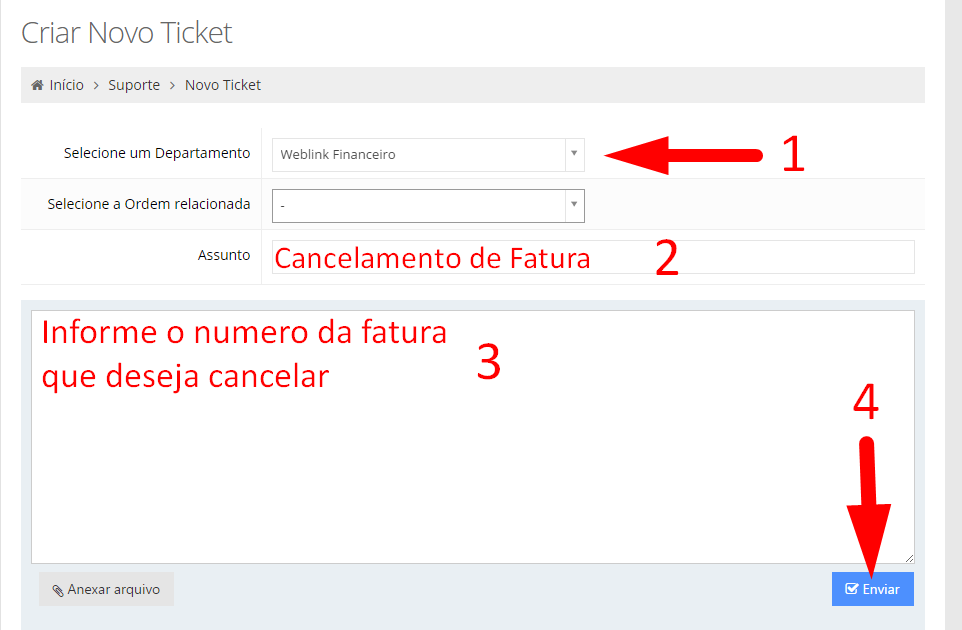 Criar Novo Ticket
Início > Suporte > Novo Ticket
Selecione um Departamento Weblink Financeiro 1
Selecione a Ordem relacionada -
Assunto Cancelamento de Fatura 2
Informe o numero da fatura
que deseja cancelar
3
4
Anexar arquivo Enviar